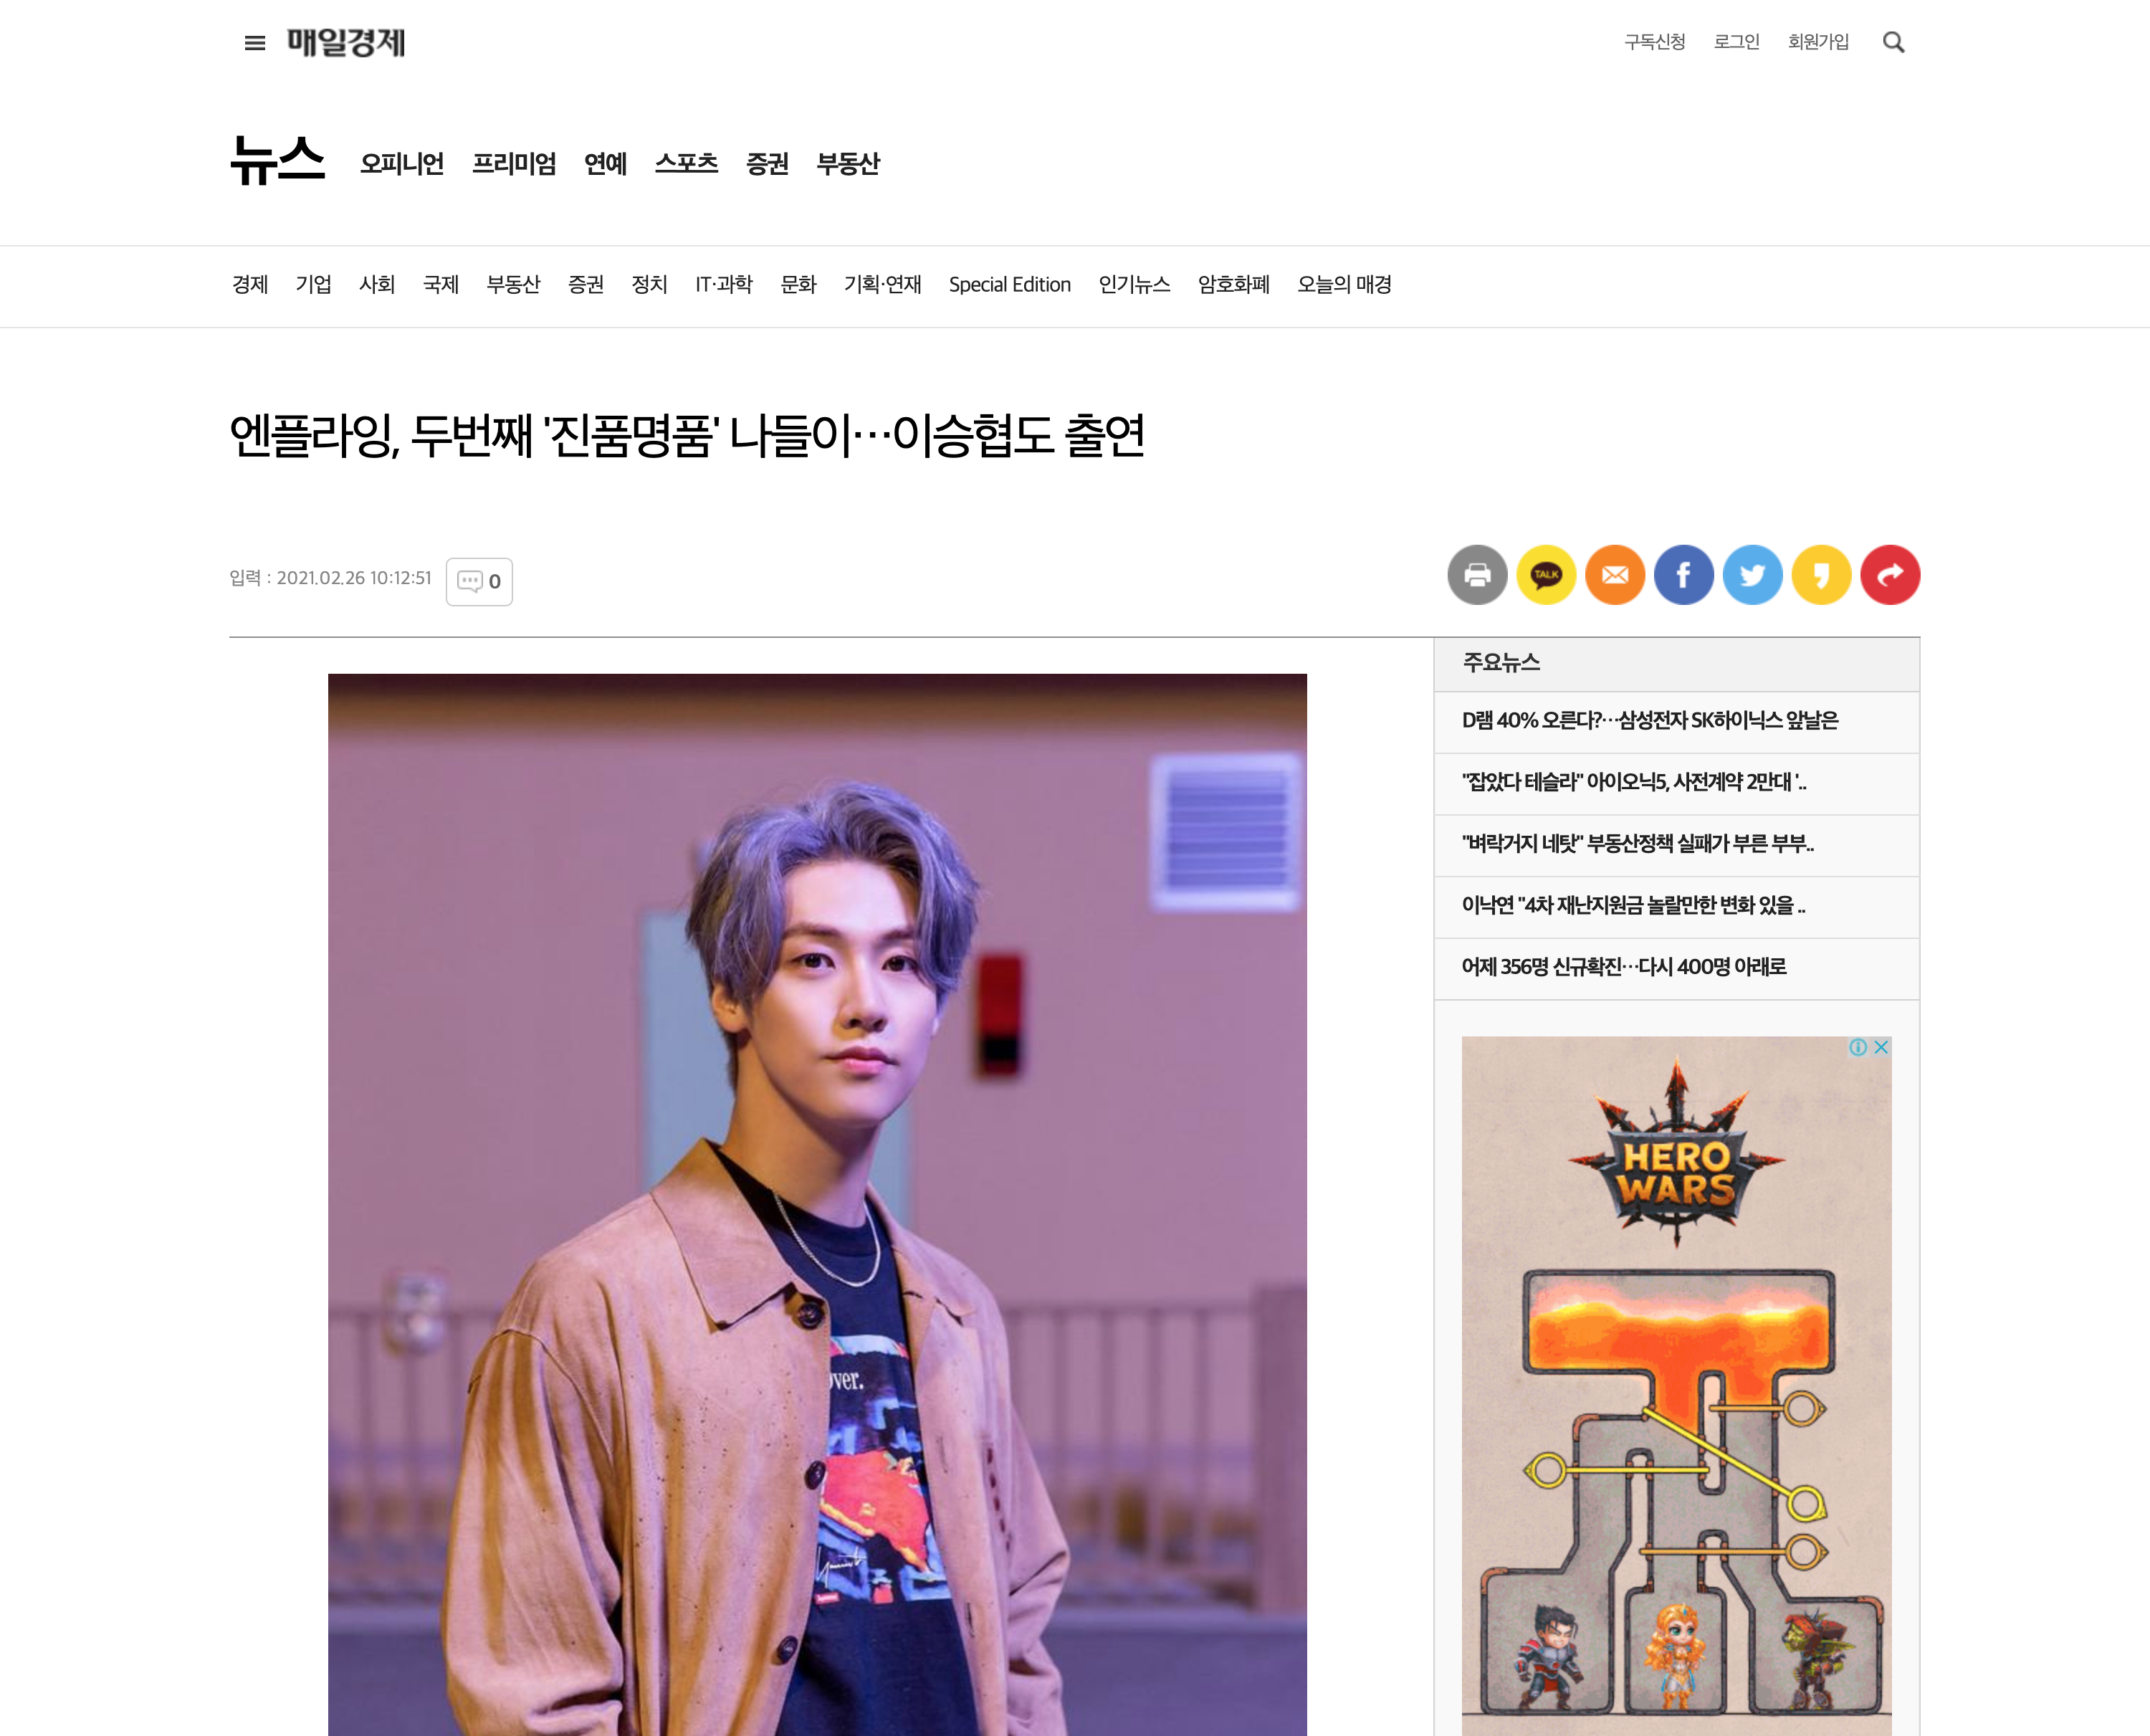 매일경제
구독신청 로그인 회원가입
뉴스 오피니언 프리미엄 연예 스포츠 증권 부동산
경제 기업 사회 국제 부동산 증권 정치 IT·과학 문화 기획·연재 Special Edition 인기뉴스 암호화폐 오늘의 매경
엔플라잉, 두번째 '진품명품' 나들이…이승협도 출연
입력 : 2021.02.26 10:12:51 0
TALK
주요뉴스
D램 40% 오른다?…삼성전자 SK하이닉스 앞날은
"잡았다 테슬라" 아이오닉5, 사전계약 2만대 '..
"벼락거지 네탓" 부동산정책 실패가 부른 부부..
이낙연 "4차 재난지원금 놀랄만한 변화 있을 ..
어제 356명 신규확진…다시 400명 아래로
HERO
WARS
ver.